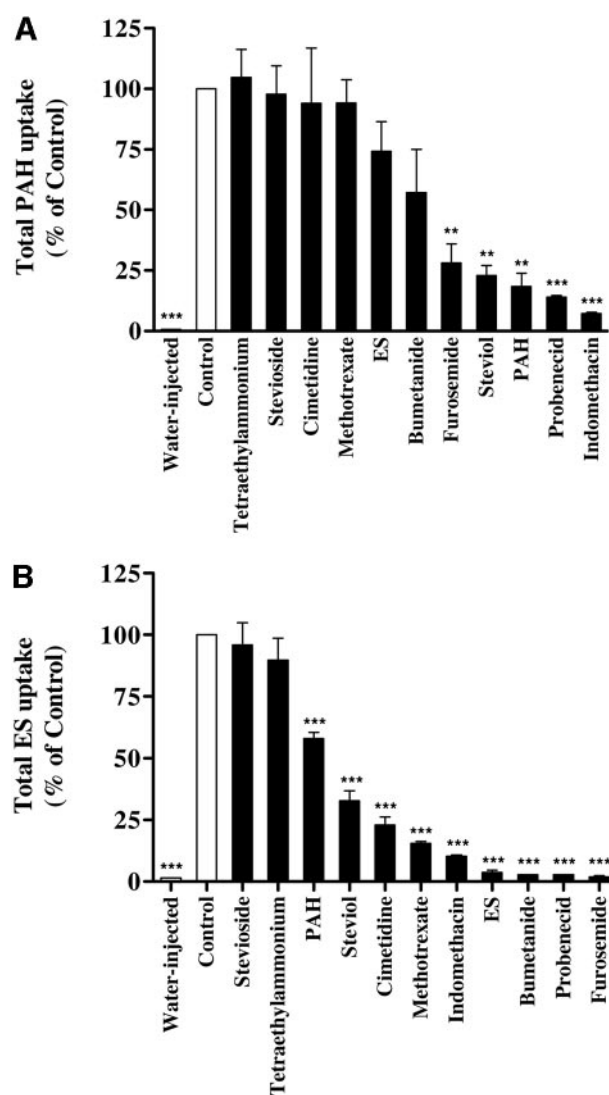 A
Total PAH uptake
(% of Control)
125
100
75
50
25
0
***
**
**
**
***
***
Water-injected
Control
Tetraethylammonium
Stevioside
Cimetidine
Methotrexate
ES
Bumetanide
Furosemide
Steviol
PAH
Probenecid
Indomethacin
B
Total ES uptake
(% of Control)
125
100
75
50
25
0
***
***
***
***
***
***
***
***
***
***
Water-injected
Control
Stevioside
Tetraethylammonium
PAH
Steviol
Cimetidine
Methotrexate
Indomethacin
ES
Bumetanide
Probenecid
Furosemide